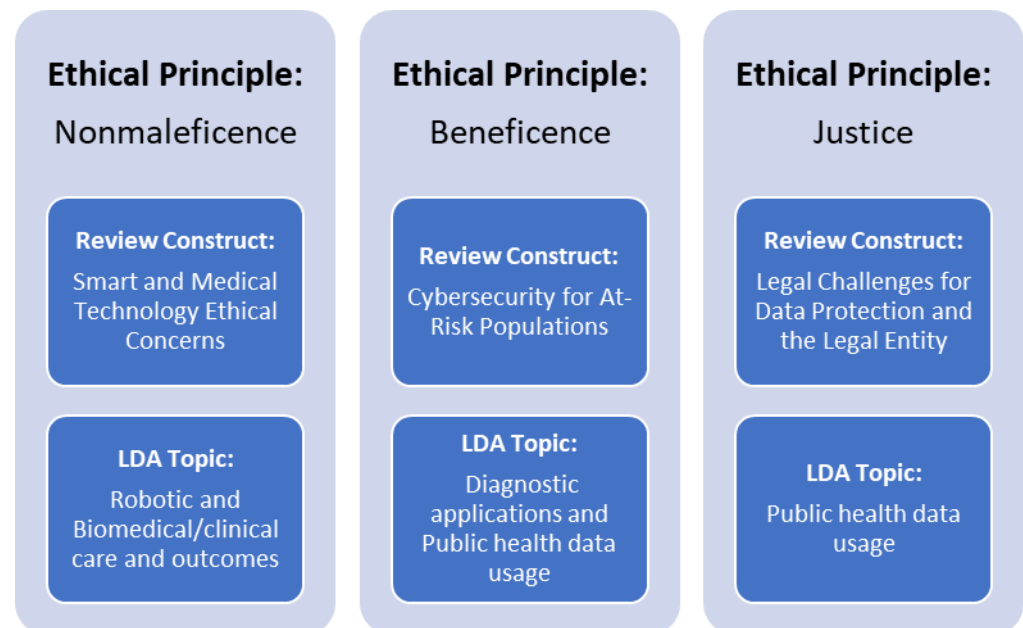 Ethical Principle:
Nonmaleficence
Review Construct:
Smart and Medical
Technology Ethical
Concerns
LDA Topic:
Robotic and
Biomedical/clinical
care and outcomes
Ethical Principle:
Beneficence
Review Construct:
Cybersecurity for At-
Risk Populations
LDA Topic:
Diagnostic
applications and
Public health data
usage
Ethical Principle:
Justice
Review Construct:
Legal Challenges for
Data Protection and
the Legal Entity
LDA Topic:
Public health data
usage